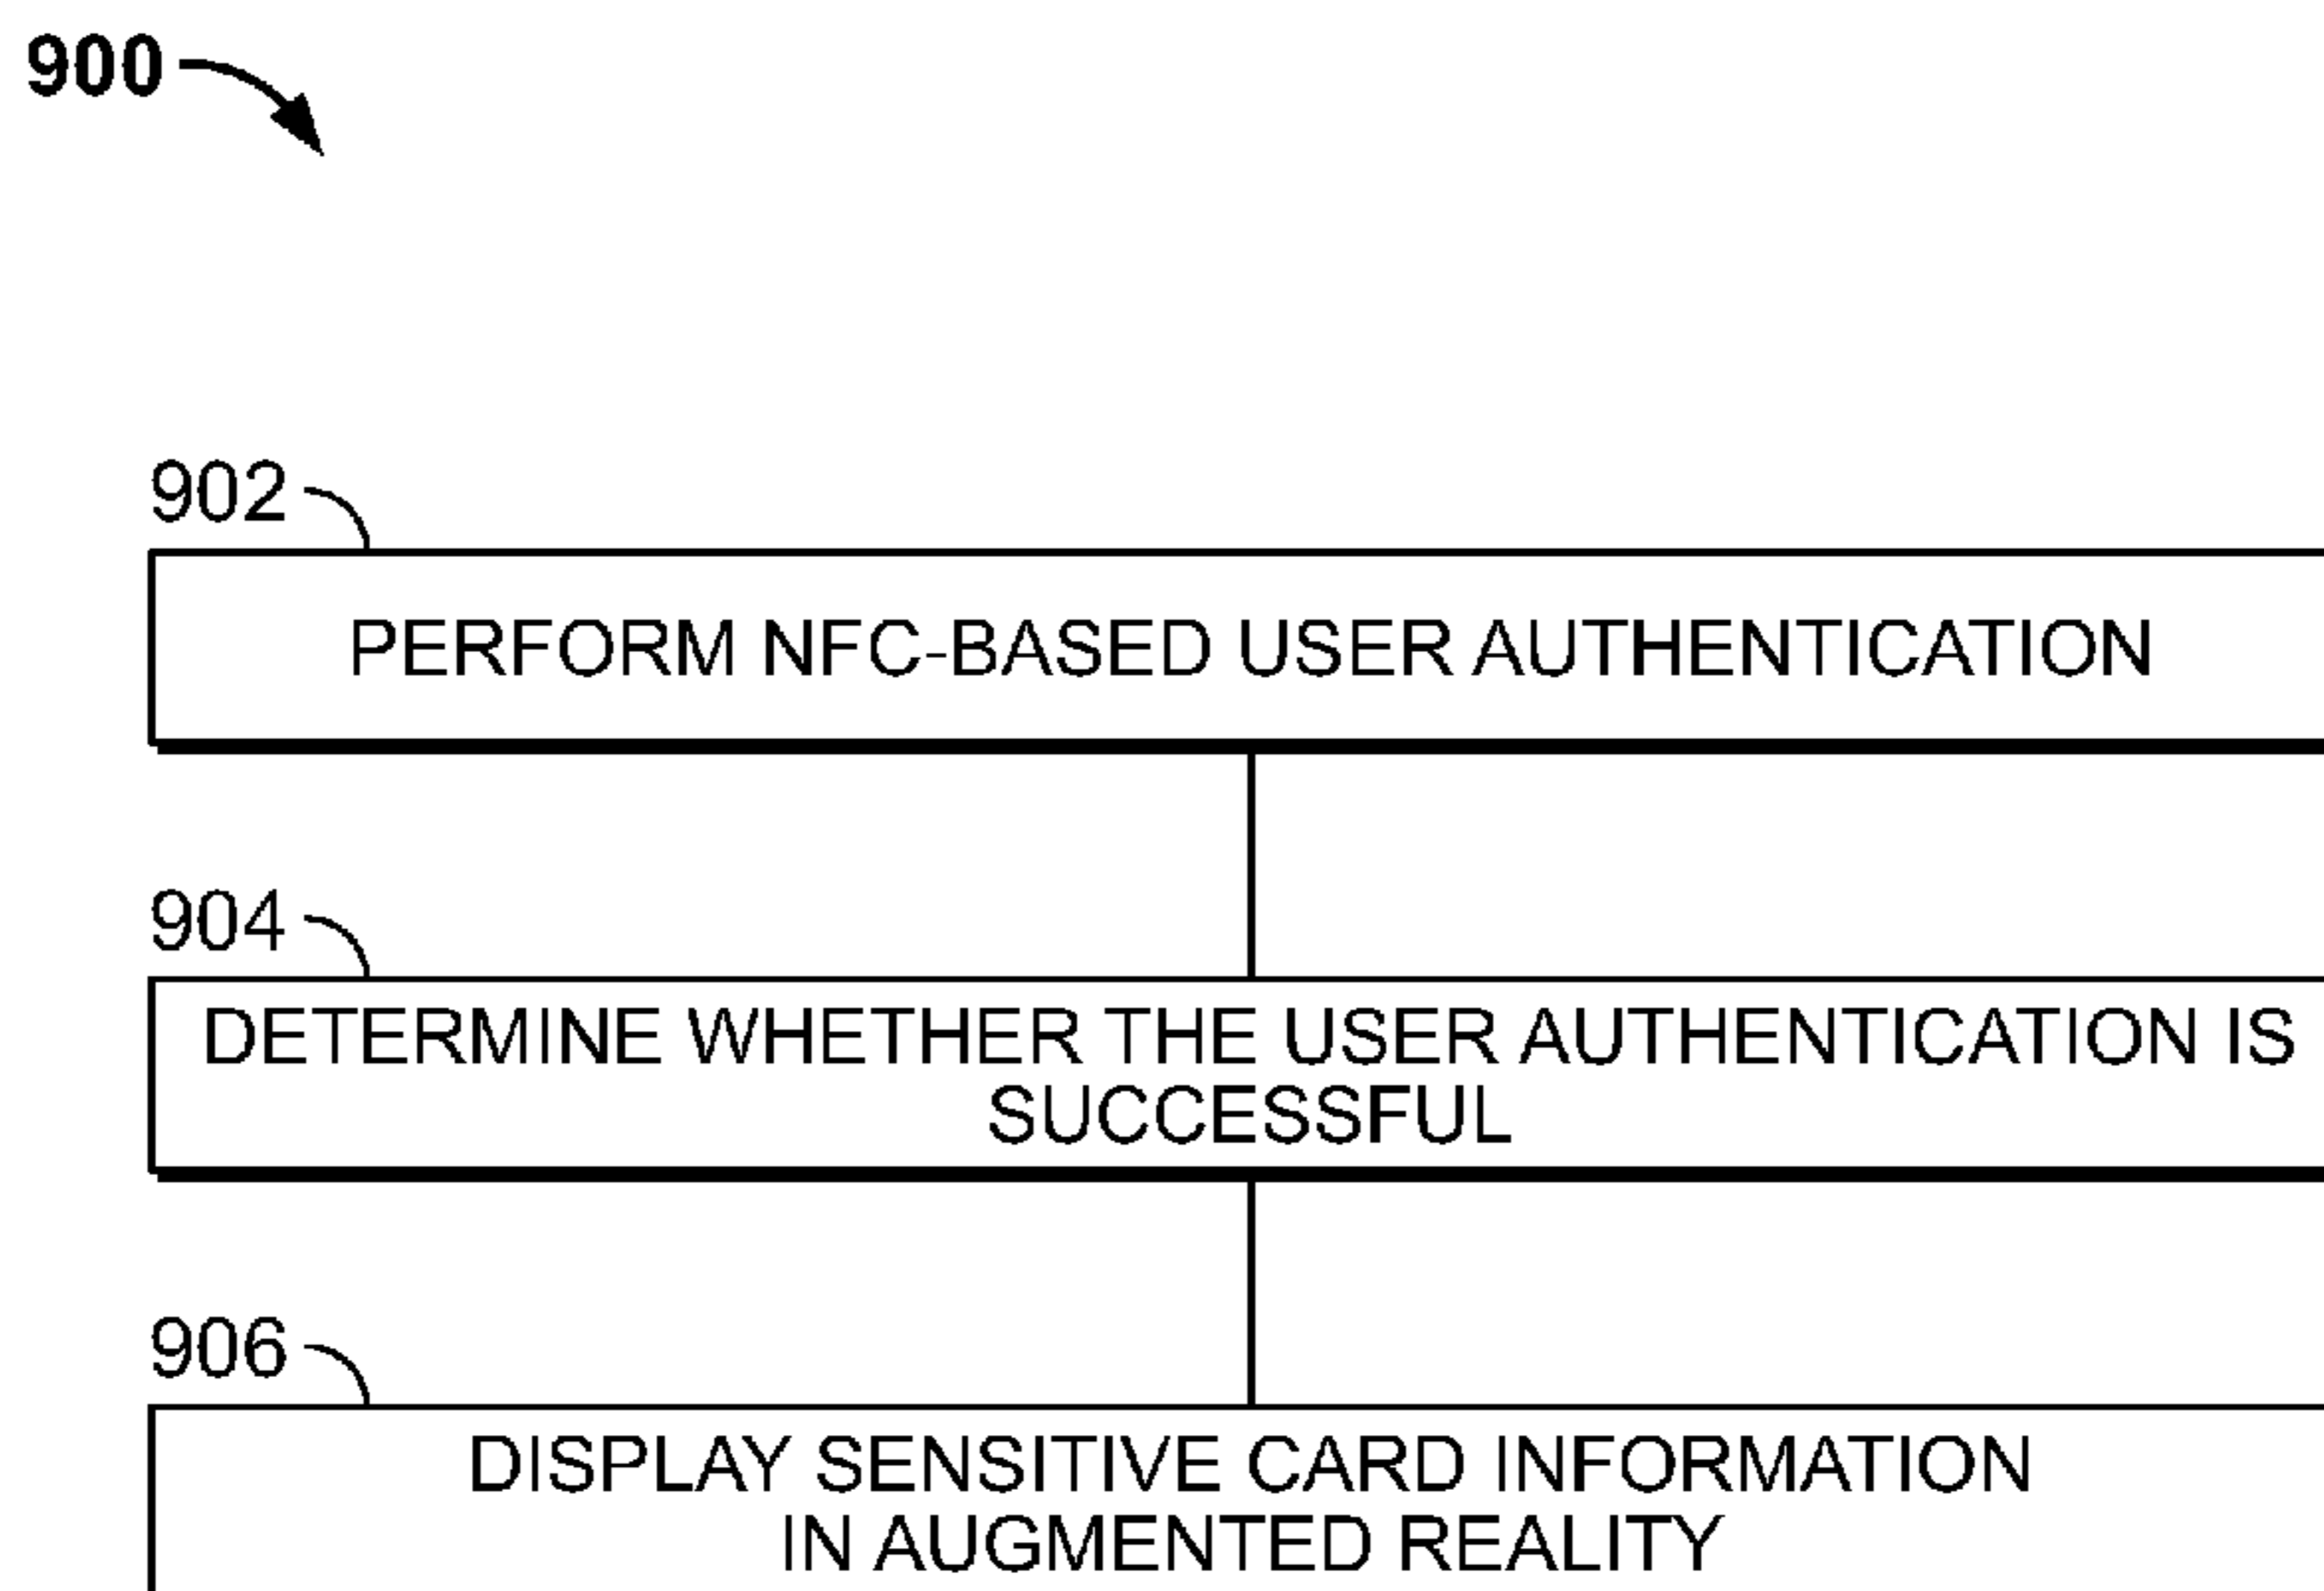 900
902
PERFORM NFC-BASED USER AUTHENTICATION
904
DETERMINE WHETHER THE USER AUTHENTICATION IS
SUCCESSFUL
906
DISPLAY SENSITIVE CARD INFORMATION
IN AUGMENTED REALITY